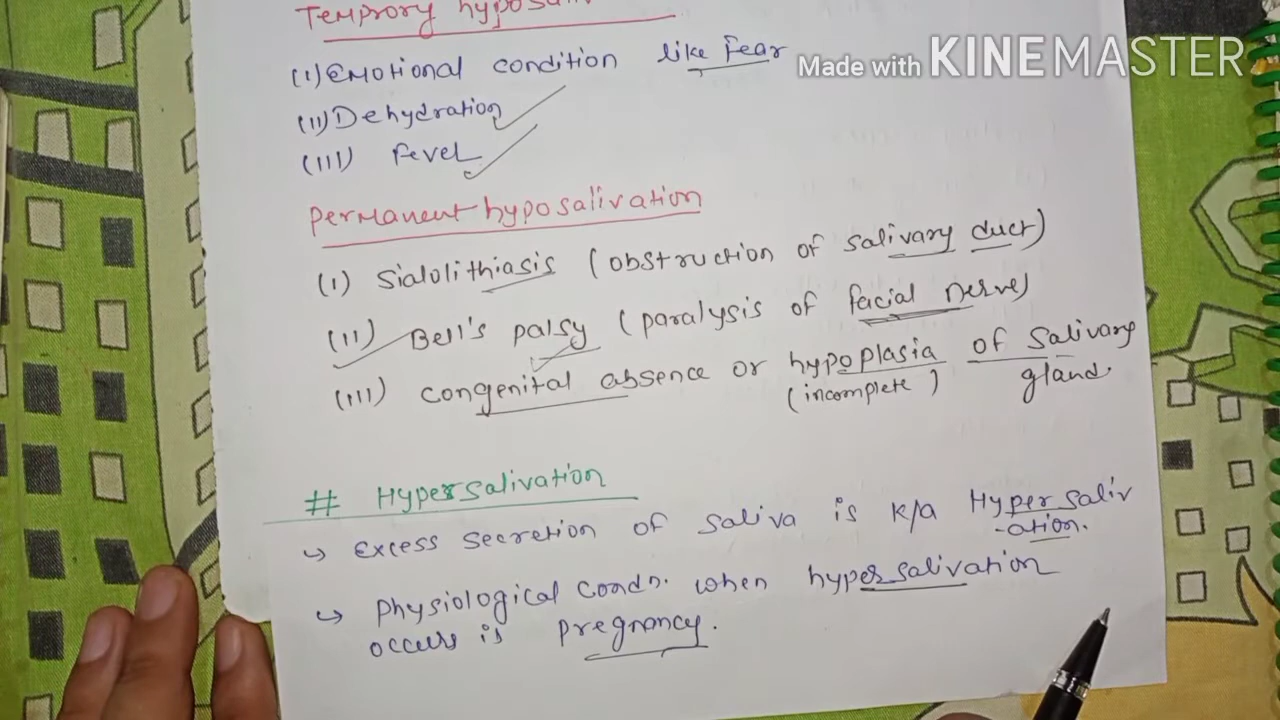 Temprory hyposali
Made with KINEMASTER
(I) Emotional condition like Fear
(II) Dehydration
(III) Fever
Permanent hyposalivation
(I) Sialolithiasis (obstruction of salivary duct)
(II) Bell's palsy (paralysis of facial nerve)
(III) congenital absence or hypoplasia of salivary
(incomplete) gland
# Hypersalivation
↳ Excess secretion of saliva is k/a Hypersaliv
-ation.
↳ physiological condn. when hypersalivation
occurs is pregnancy.